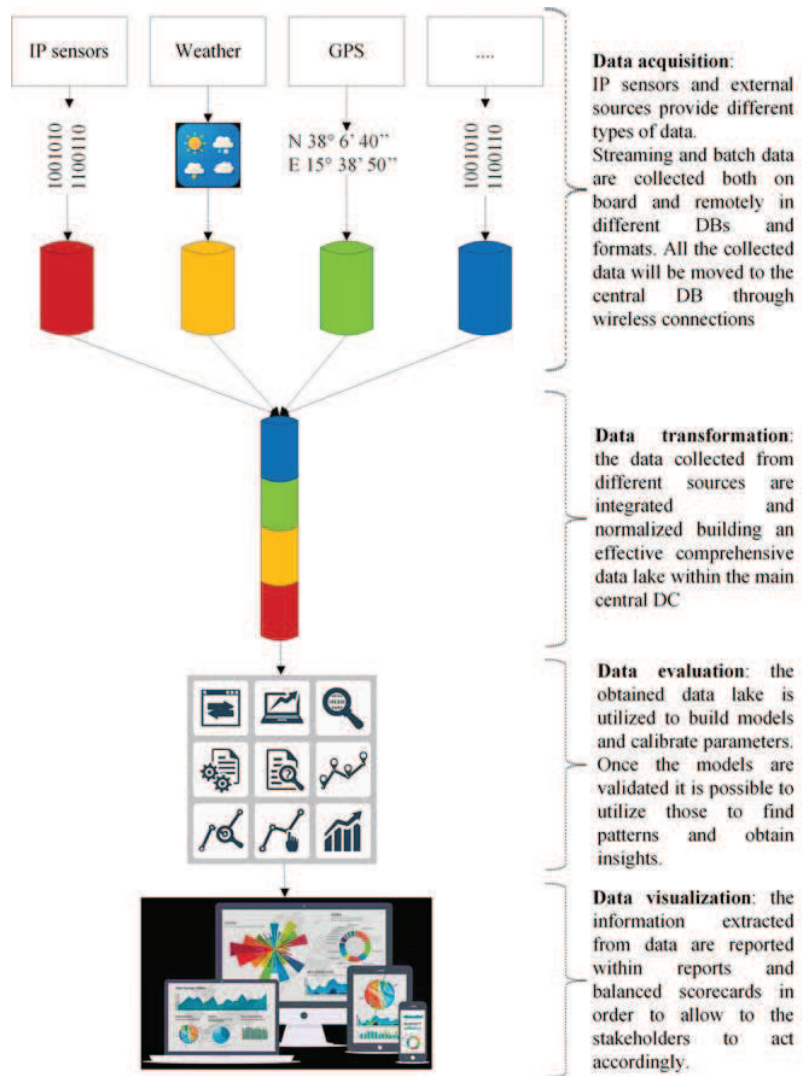 IP sensors
Weather
GPS
....
1001010
1100110
N 38° 6’ 40”
E 15° 38’ 50”
1001010
1100110
Data acquisition:
IP sensors and external
sources provide different
types of data.
Streaming and batch data
are collected both on
board and remotely in
different DBs and
formats. All the collected
data will be moved to the
central DB through
wireless connections
Data transformation:
the data collected from
different sources are
integrated and
normalized building an
effective comprehensive
data lake within the main
central DC
Data evaluation: the
obtained data lake is
utilized to build models
and calibrate parameters.
Once the models are
validated it is possible to
utilize those to find
patterns and obtain
insights.
Data visualization: the
information extracted
from data are reported
within reports and
balanced scorecards in
order to allow to the
stakeholders to act
accordingly.